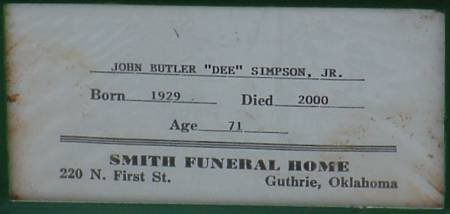 JOHN BUTLER "DEE" SIMPSON, JR.
Born 1929 Died 2000
Age 71
SMITH FUNERAL HOME
220 N. First St. Guthrie, Oklahoma